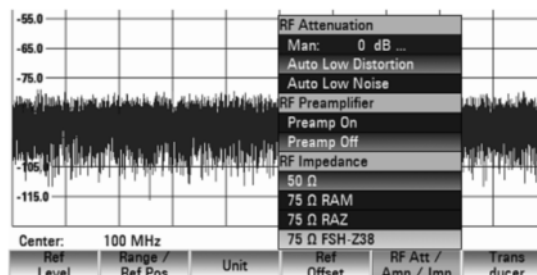 -55.0
-65.0
-75.0
-105.0
-115.0
RF Attenuation
Man: 0 dB ...
Auto Low Distortion
Auto Low Noise
RF Preamplifier
Preamp On
Preamp Off
RF Impedance
50 Ω
75 Ω RAM
75 Ω RAZ
75 Ω FSH-Z38
Center: 100 MHz
Ref Level
Range / Ref Pos
Unit
Ref Offset
RF Att / Amp / Imp
Trans ducer